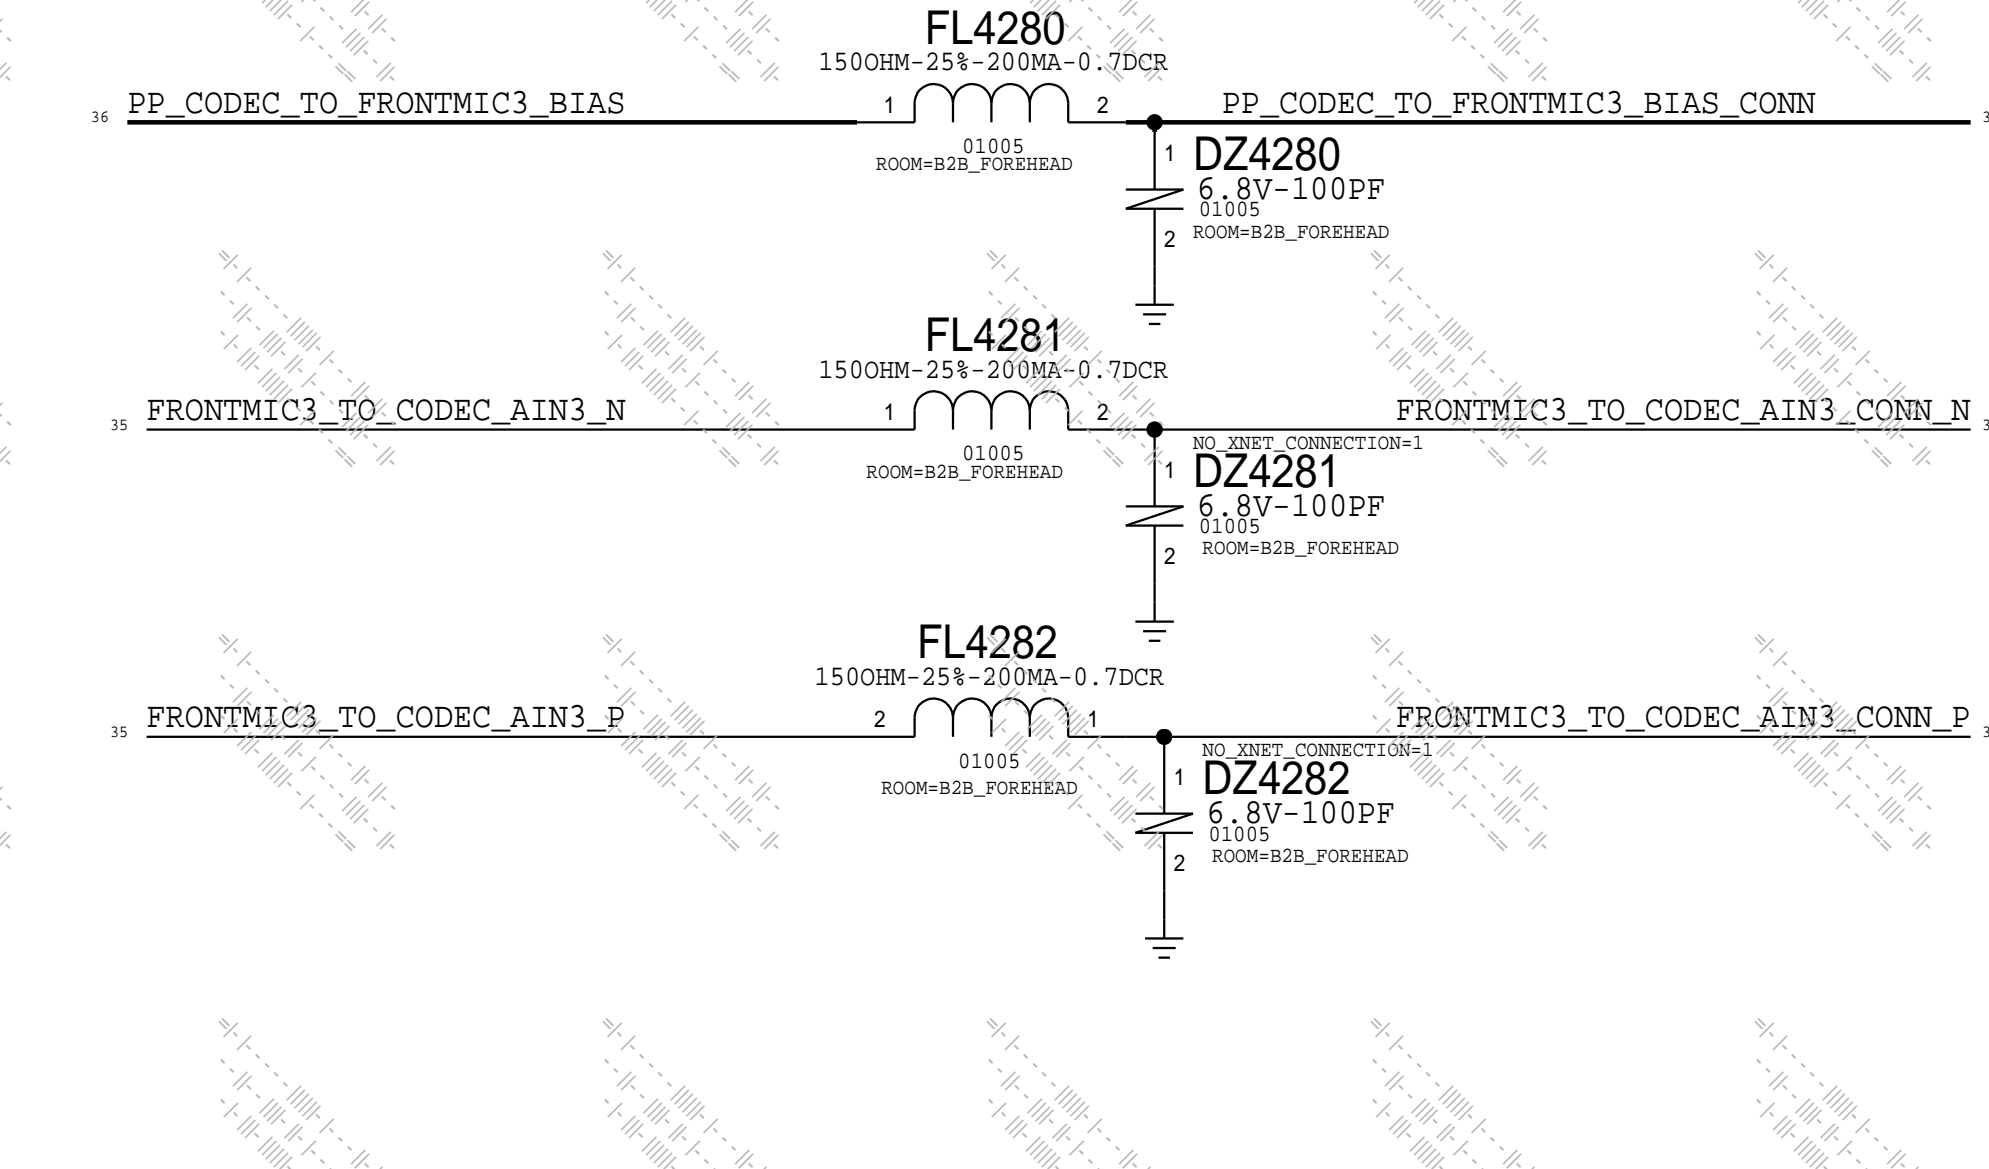 FL4280
150OHM-25%-200MA-0.7DCR
36 PP_CODEC_TO_FRONTMIC3_BIAS 1 2 PP_CODEC_TO_FRONTMIC3_BIAS_CONN 3
01005
ROOM=B2B_FOREHEAD
1 DZ4280
6.8V-100PF
01005
2 ROOM=B2B_FOREHEAD
FL4281
150OHM-25%-200MA-0.7DCR
35 FRONTMIC3_TO_CODEC_AIN3_N 1 2 FRONTMIC3_TO_CODEC_AIN3_CONN_N 3
01005
ROOM=B2B_FOREHEAD
NO_XNET_CONNECTION=1
1 DZ4281
6.8V-100PF
01005
2 ROOM=B2B_FOREHEAD
FL4282
150OHM-25%-200MA-0.7DCR
35 FRONTMIC3_TO_CODEC_AIN3_P 2 1 FRONTMIC3_TO_CODEC_AIN3_CONN_P 3
01005
ROOM=B2B_FOREHEAD
NO_XNET_CONNECTION=1
1 DZ4282
6.8V-100PF
01005
2 ROOM=B2B_FOREHEAD